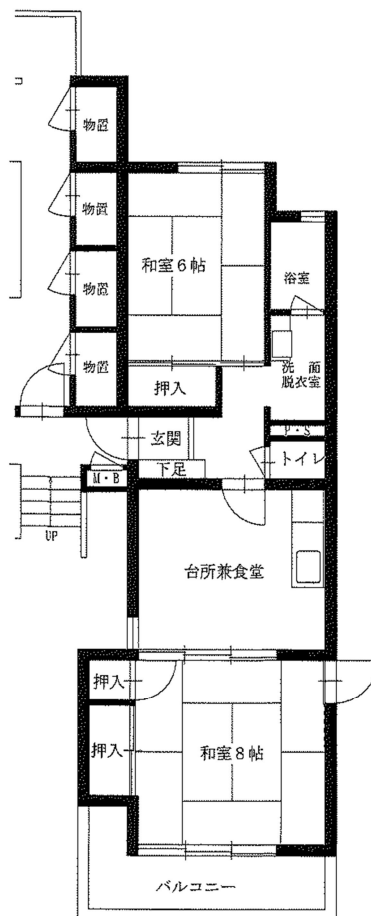 物置
物置
和室6帖
浴室
物置
物置
押入
洗面
脱衣室
玄関
P・S
下足
トイレ
M・B
UP
台所兼食堂
押入
押入
和室8帖
バルコニー